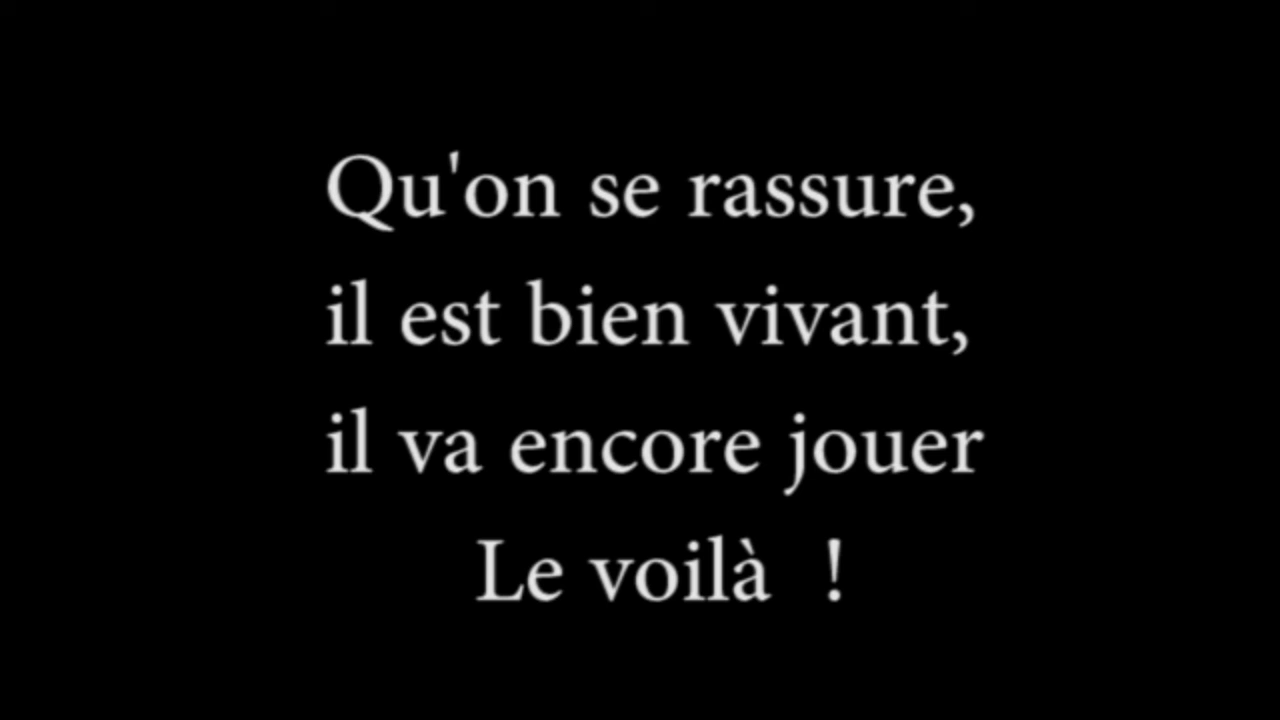 Qu'on se rassure,
il est bien vivant,
il va encore jouer
Le voilà  !